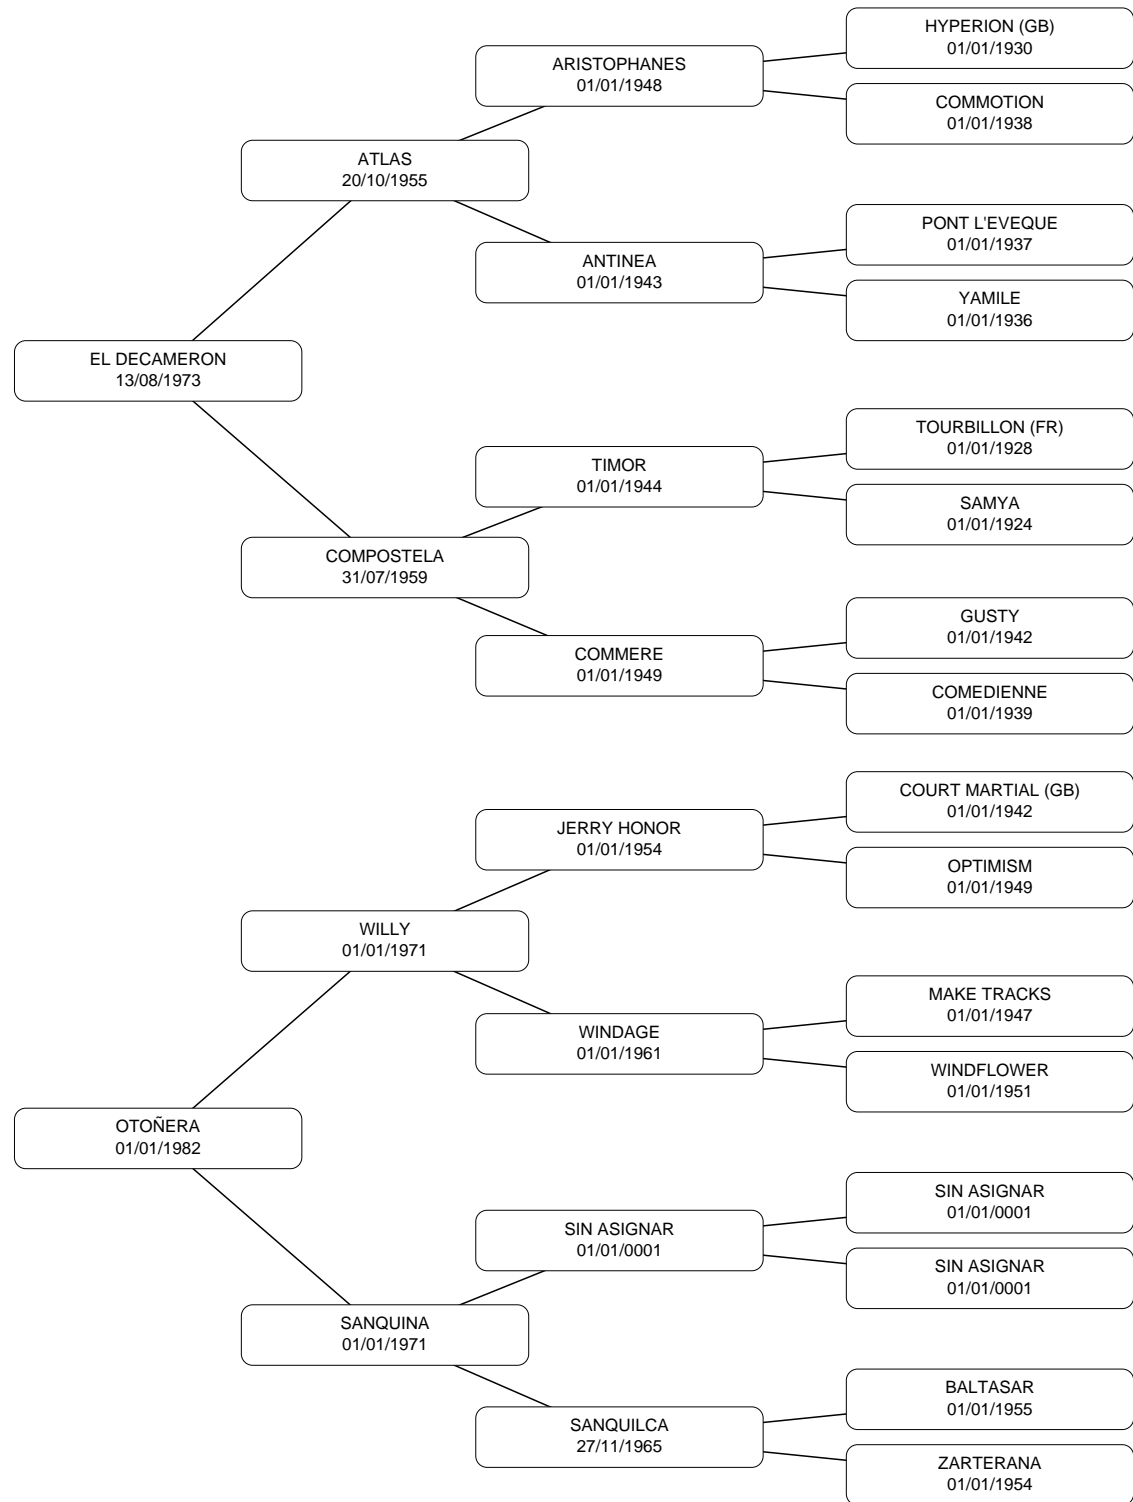 HYPERION (GB)
01/01/1930
ARISTOPHANES
01/01/1948
COMMOTION
01/01/1938
ATLAS
20/10/1955
PONT L'EVEQUE
01/01/1937
ANTINEA
01/01/1943
YAMILE
01/01/1936
EL DECAMERON
13/08/1973
TOURBILLON (FR)
01/01/1928
TIMOR
01/01/1944
SAMYA
01/01/1924
COMPOSTELA
31/07/1959
GUSTY
01/01/1942
COMMERE
01/01/1949
COMEDIENNE
01/01/1939
COURT MARTIAL (GB)
01/01/1942
JERRY HONOR
01/01/1954
OPTIMISM
01/01/1949
WILLY
01/01/1971
MAKE TRACKS
01/01/1947
WINDAGE
01/01/1961
WINDFLOWER
01/01/1951
OTOÑERA
01/01/1982
SIN ASIGNAR
01/01/0001
SIN ASIGNAR
01/01/0001
SIN ASIGNAR
01/01/0001
SANQUINA
01/01/1971
BALTASAR
01/01/1955
SANQUILCA
27/11/1965
ZARTERANA
01/01/1954